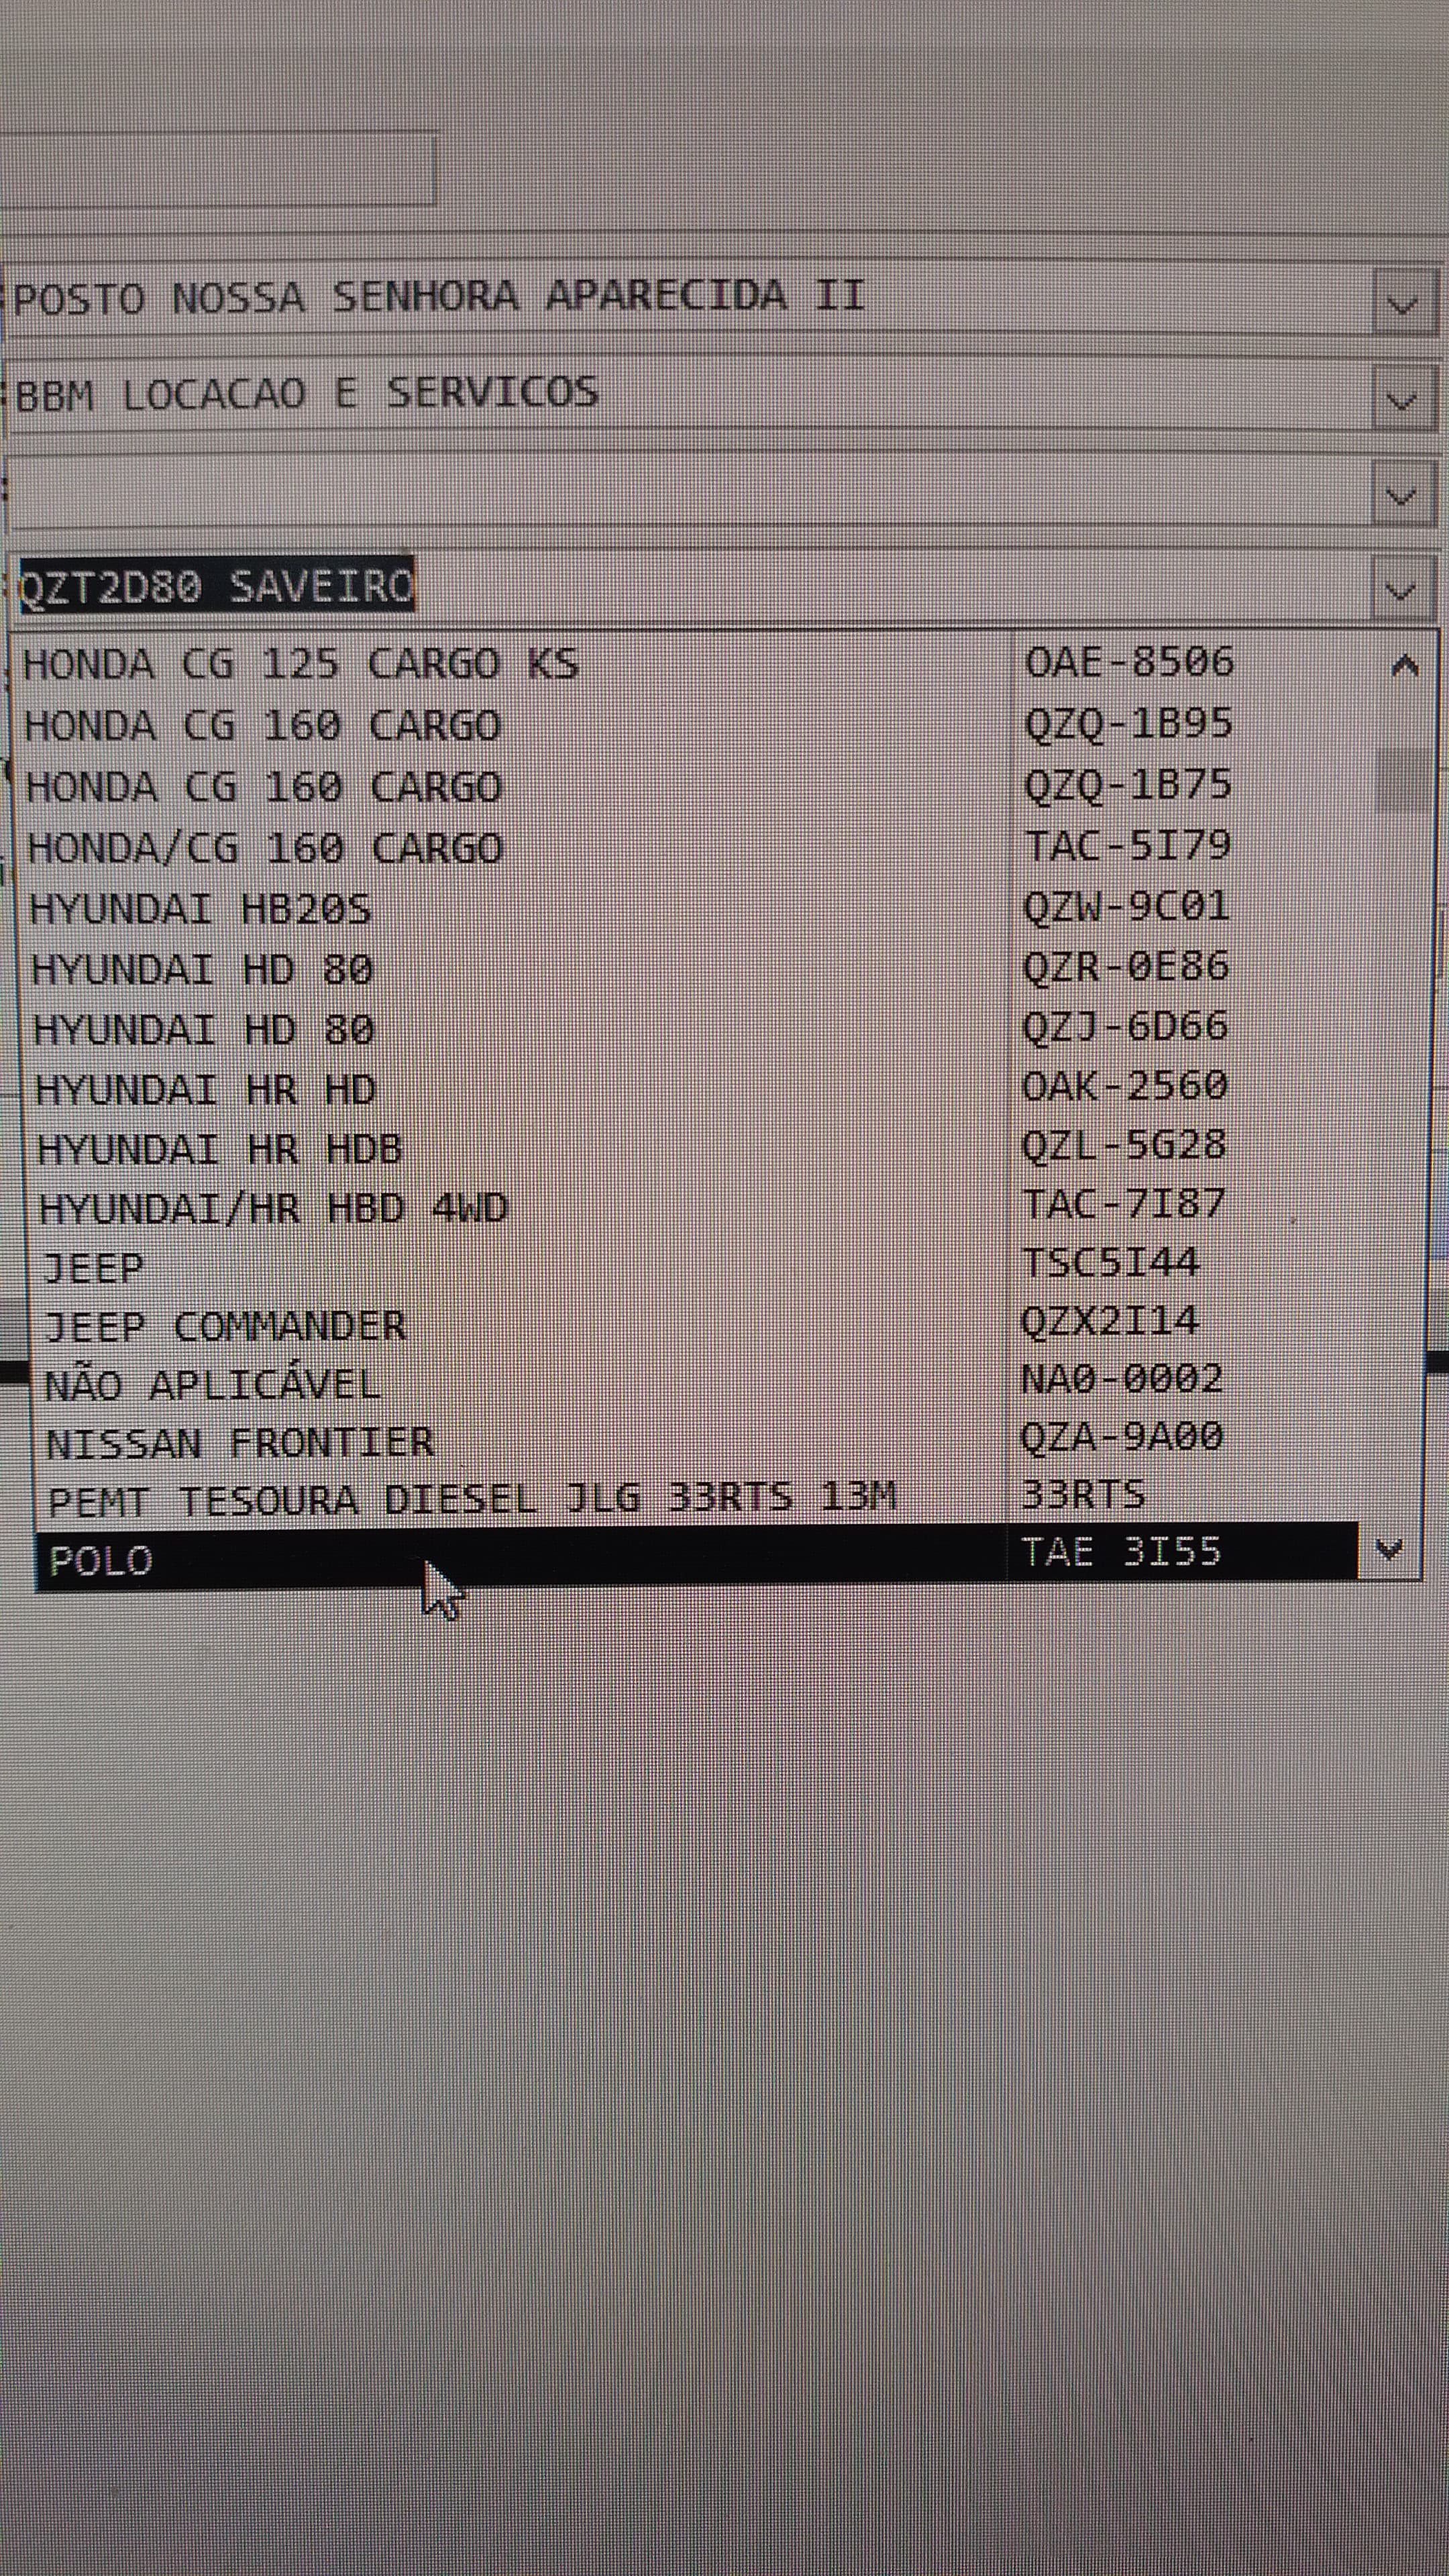 POSTO NOSSA SENHORA APARECIDA II
BBM LOCACAO E SERVICOS
QZT2D80 SAVEIRO
HONDA CG 125 CARGO KS OAE-8506
HONDA CG 160 CARGO QZQ-1B95
HONDA CG 160 CARGO QZQ-1B75
HONDA/CG 160 CARGO TAC-5I79
HYUNDAI HB20S QZW-9C01
HYUNDAI HD 80 QZR-0E86
HYUNDAI HD 80 QZJ-6D66
HYUNDAI HR HD OAK-2560
HYUNDAI HR HDB QZL-5G28
HYUNDAI/HR HBD 4WD TAC-7I87
JEEP TSC5I44
JEEP COMMANDER QZX2I14
NÃO APLICÁVEL NA0-0002
NISSAN FRONTIER QZA-9A00
PEMT TESOURA DIESEL JLG 33RTS 13M 33RTS
POLO TAE 3I55